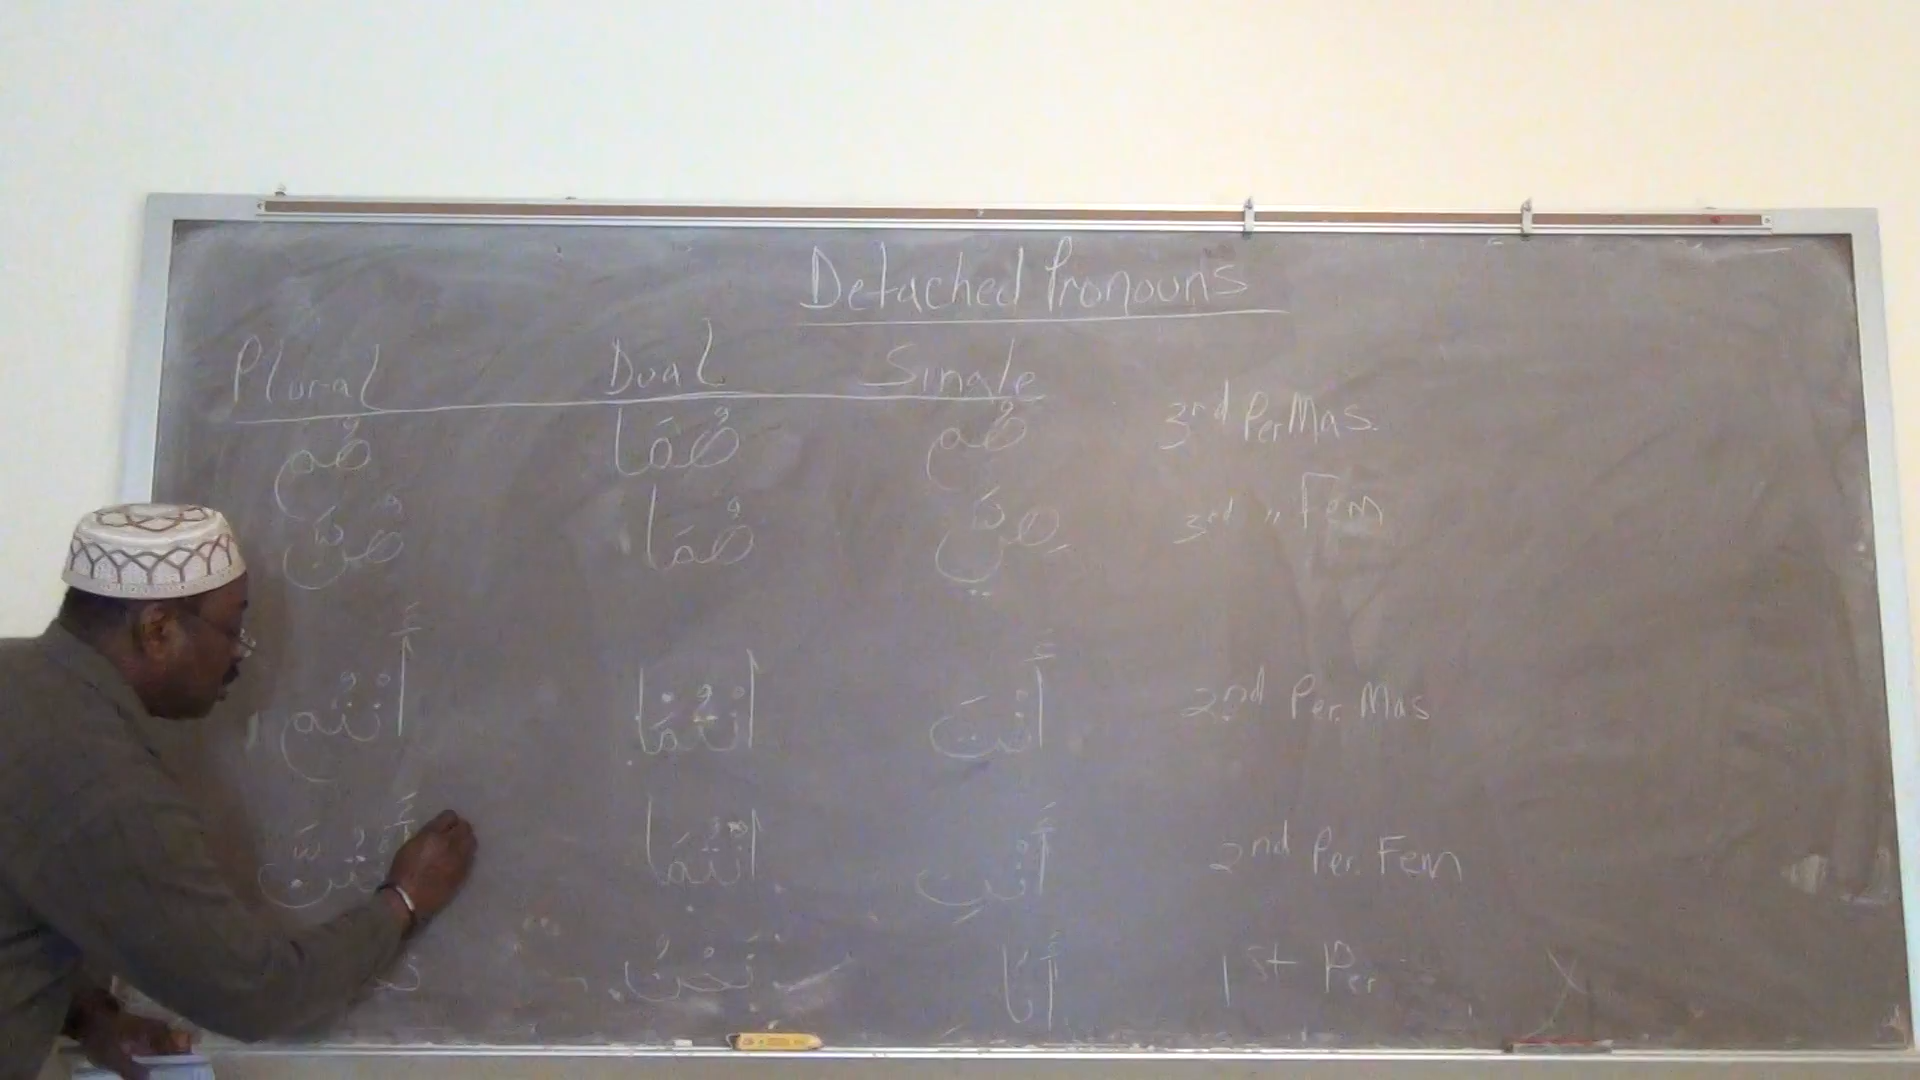 Detached Pronouns
Plural Dual Single
هُم هُمَا هُم 3rd Per Mas.
هُنَّ هُمَا هِيَّ 3rd " Fem
أَنْتُم أَنْتُمَا أَنْتَ 2nd Per. Mas
أَنْتُنَّ أَنْتُمَا أَنْتِ 2nd Per. Fem
نَحْنُ أَنَا 1st Per